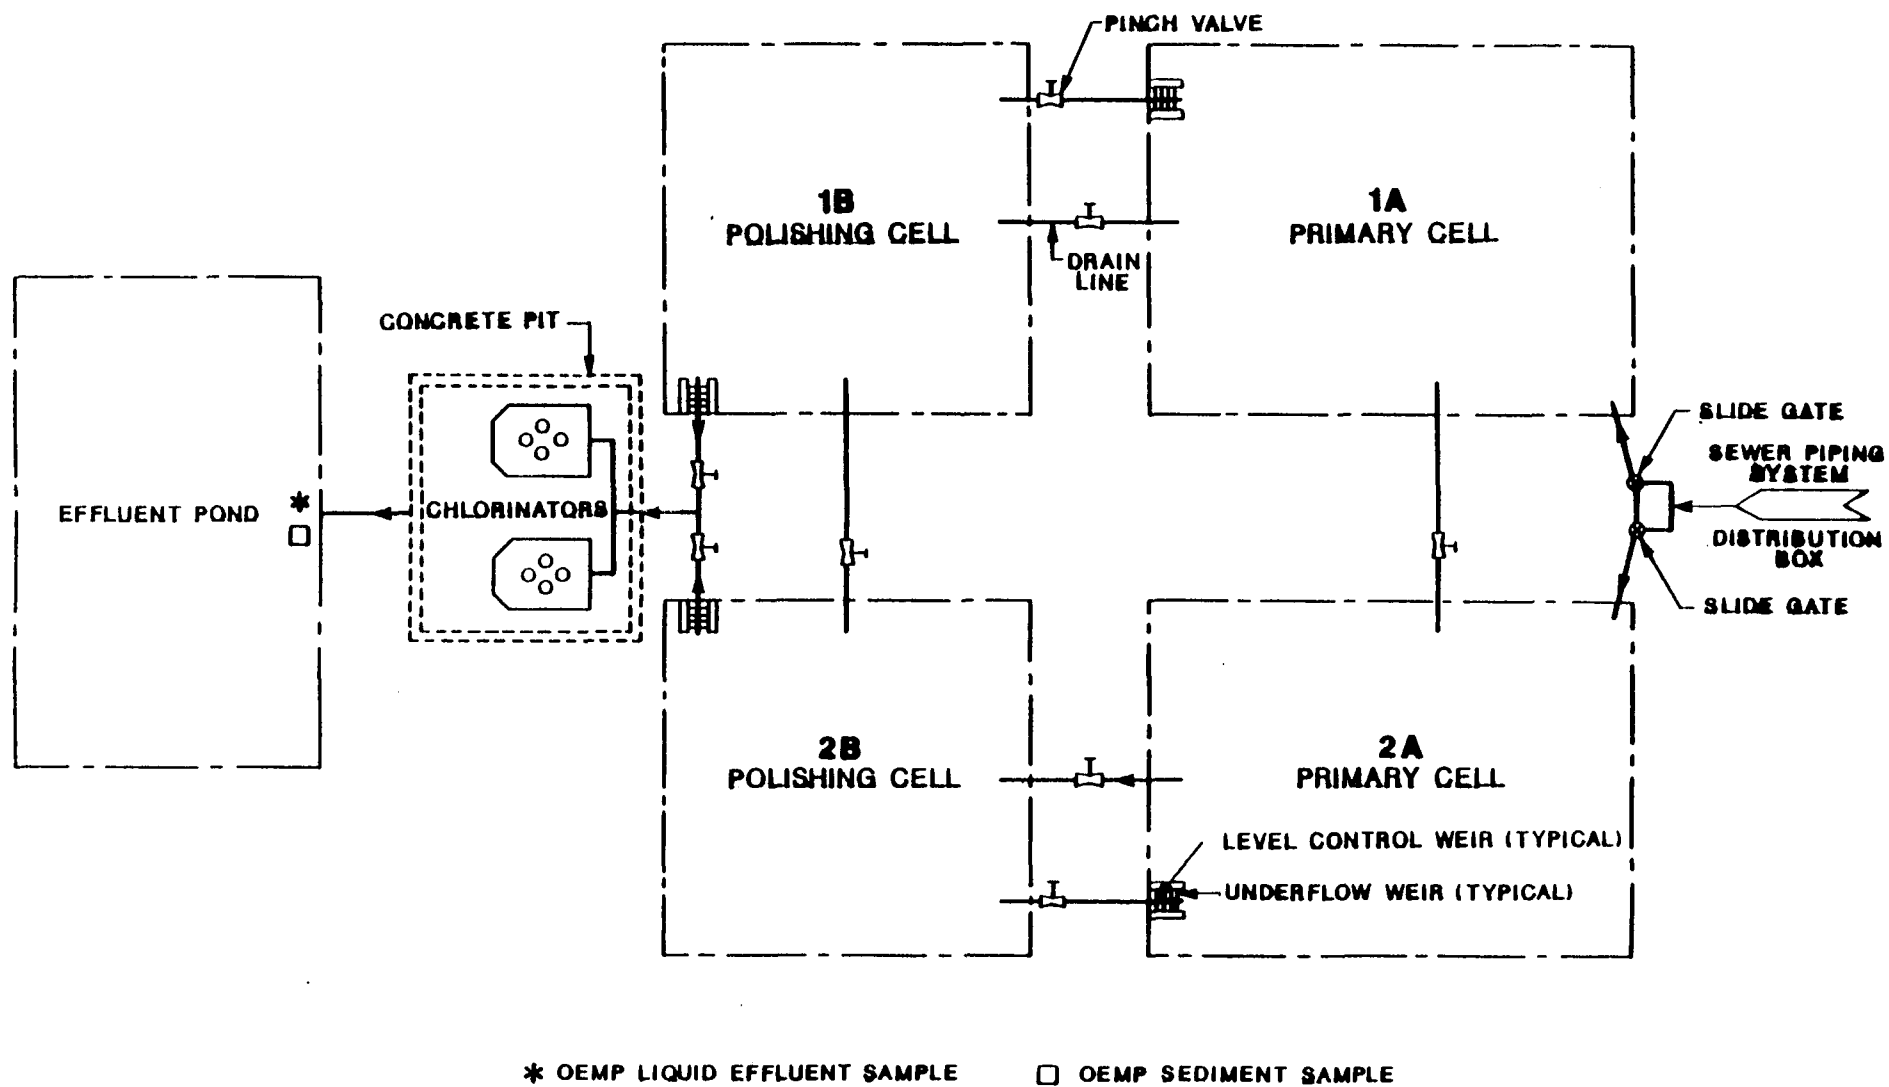 PINCH VALVE
1B
POLISHING CELL
1A
PRIMARY CELL
DRAIN
LINE
CONCRETE PIT
SLIDE GATE
SEWER PIPING
SYSTEM
EFFLUENT POND
CHLORINATORS
DISTRIBUTION
BOX
SLIDE GATE
2B
POLISHING CELL
2A
PRIMARY CELL
LEVEL CONTROL WEIR (TYPICAL)
UNDERFLOW WEIR (TYPICAL)
* OEMP LIQUID EFFLUENT SAMPLE
□ OEMP SEDIMENT SAMPLE